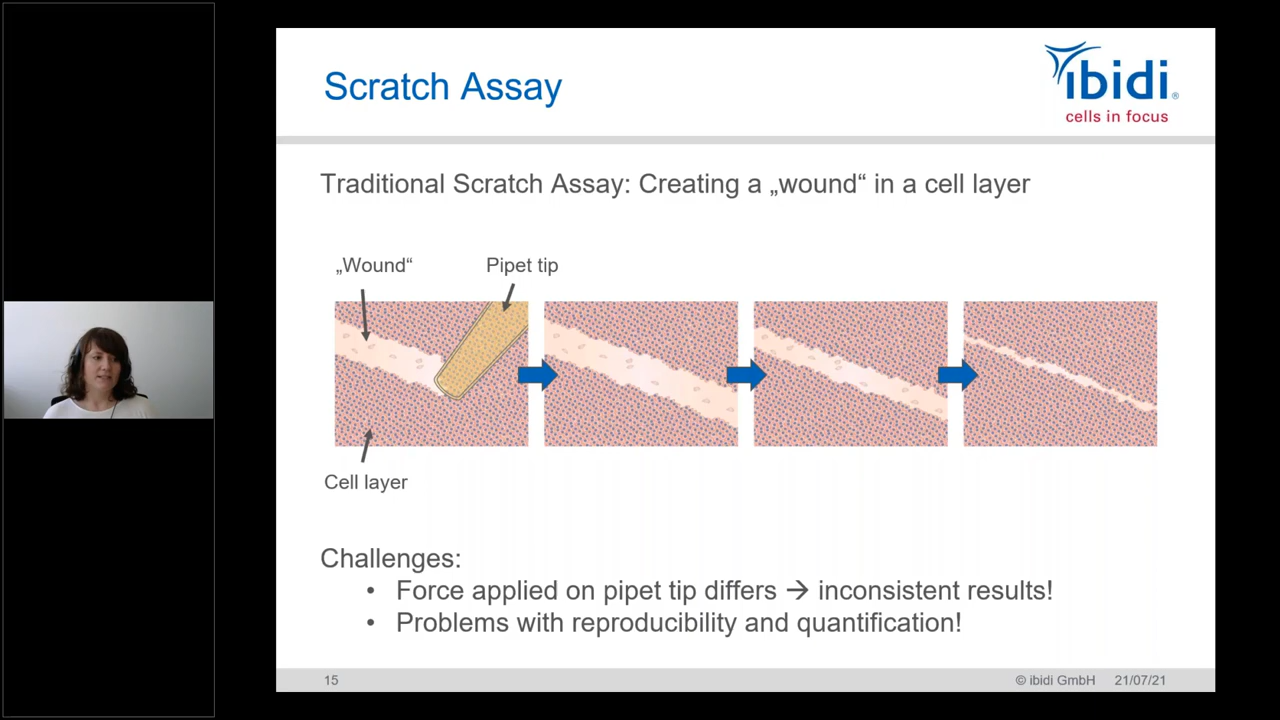 Scratch Assay
ibidi®
cells in focus
Traditional Scratch Assay: Creating a „wound“ in a cell layer
„Wound“
Pipet tip
Cell layer
Challenges:
• Force applied on pipet tip differs → inconsistent results!
• Problems with reproducibility and quantification!
15
© ibidi GmbH 21/07/21